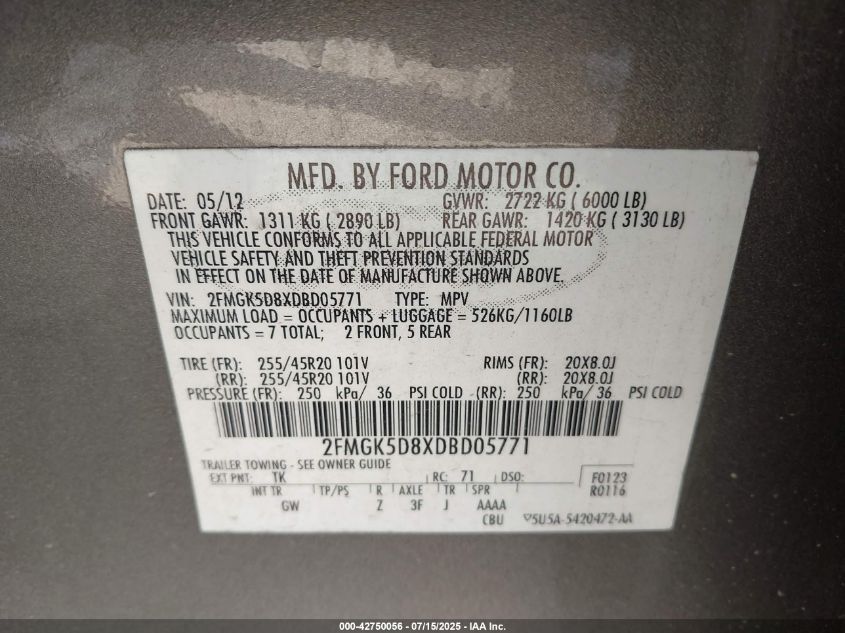 MFD. BY FORD MOTOR CO.
DATE: 05/12 GVWR: 2722 KG ( 6000 LB)
FRONT GAWR: 1311 KG ( 2890 LB) REAR GAWR: 1420 KG ( 3130 LB)
THIS VEHICLE CONFORMS TO ALL APPLICABLE FEDERAL MOTOR
VEHICLE SAFETY AND THEFT PREVENTION STANDARDS
IN EFFECT ON THE DATE OF MANUFACTURE SHOWN ABOVE.
VIN: 2FMGK5D8XDBD05771 TYPE: MPV
MAXIMUM LOAD = OCCUPANTS + LUGGAGE = 526KG/1160LB
OCCUPANTS = 7 TOTAL; 2 FRONT, 5 REAR
TIRE (FR): 255/45R20 101V RIMS (FR): 20X8.0J
(RR): 255/45R20 101V (RR): 20X8.0J
PRESSURE (FR): 250 kPa/ 36 PSI COLD (RR): 250 kPa/ 36 PSI COLD
2FMGK5D8XDBD05771
TRAILER TOWING - SEE OWNER GUIDE
EXT PNT: TK RC: 71 DSO: F0123
INT TR TP/PS R AXLE TR SPR R0116
GW Z 3F J AAAA
CBU ▽5U5A-5420472-AA
000-42750056 - 07/15/2025 - IAA Inc.